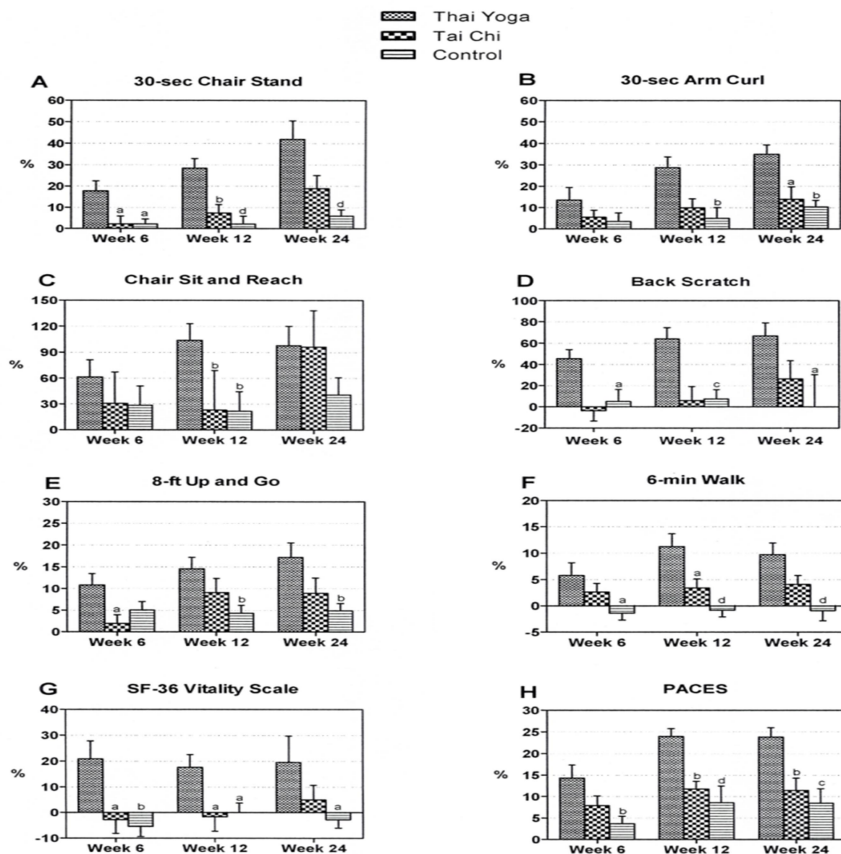 Thai Yoga
Tai Chi
Control
A 30-sec Chair Stand
60
50
40
% 30
20
10
0
a a b d d
Week 6 Week 12 Week 24
B 30-sec Arm Curl
60
50
40
% 30
20
10
0
b a b
Week 6 Week 12 Week 24
C Chair Sit and Reach
150
120
90
%
60
30
0
b b
Week 6 Week 12 Week 24
D Back Scratch
100
80
60
% 40
20
0
-20
a c a
Week 6 Week 12 Week 24
E 8-ft Up and Go
30
25
20
% 15
10
5
0
a b b
Week 6 Week 12 Week 24
F 6-min Walk
20
15
10
%
5
0
-5
a a d d
Week 6 Week 12 Week 24
G SF-36 Vitality Scale
40
30
20
%
10
0
-10
a b a a a
Week 6 Week 12 Week 24
H PACES
30
25
20
% 15
10
5
0
b b d b c
Week 6 Week 12 Week 24